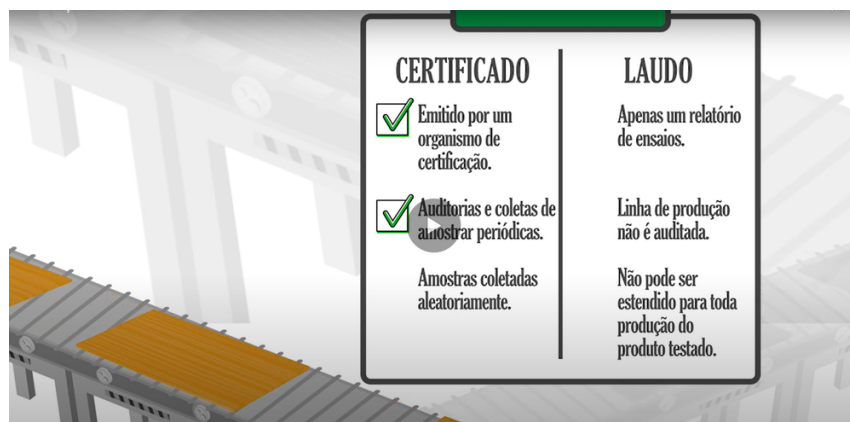 CERTIFICADO
Emitido por um
organismo de
certificação.
Auditorias e coletas de
amostrar periódicas.
Amostras coletadas
aleatoriamente.
LAUDO
Apenas um relatório
de ensaios.
Linha de produção
não é auditada.
Não pode ser
estendido para toda
produção do
produto testado.